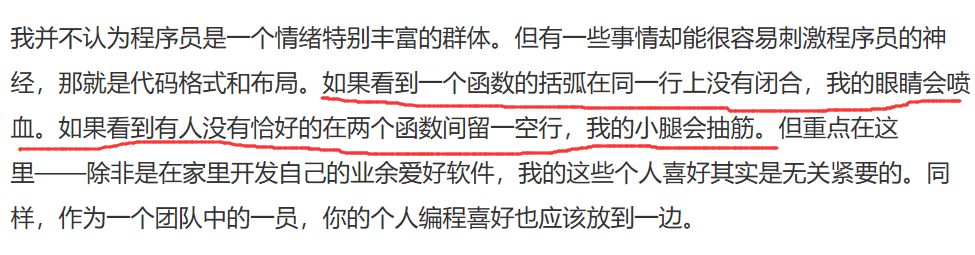 我并不认为程序员是一个情绪特别丰富的群体。但有一些事情却能很容易刺激程序员的神
经，那就是代码格式和布局。如果看到一个函数的括弧在同一行上没有闭合，我的眼睛会喷
血。如果看到有人没有恰好的在两个函数间留一空行，我的小腿会抽筋。但重点在这
里——除非是在家里开发自己的业余爱好软件，我的这些个人喜好其实是无关紧要的。同
样，作为一个团队中的一员，你的个人编程喜好也应该放到一边。